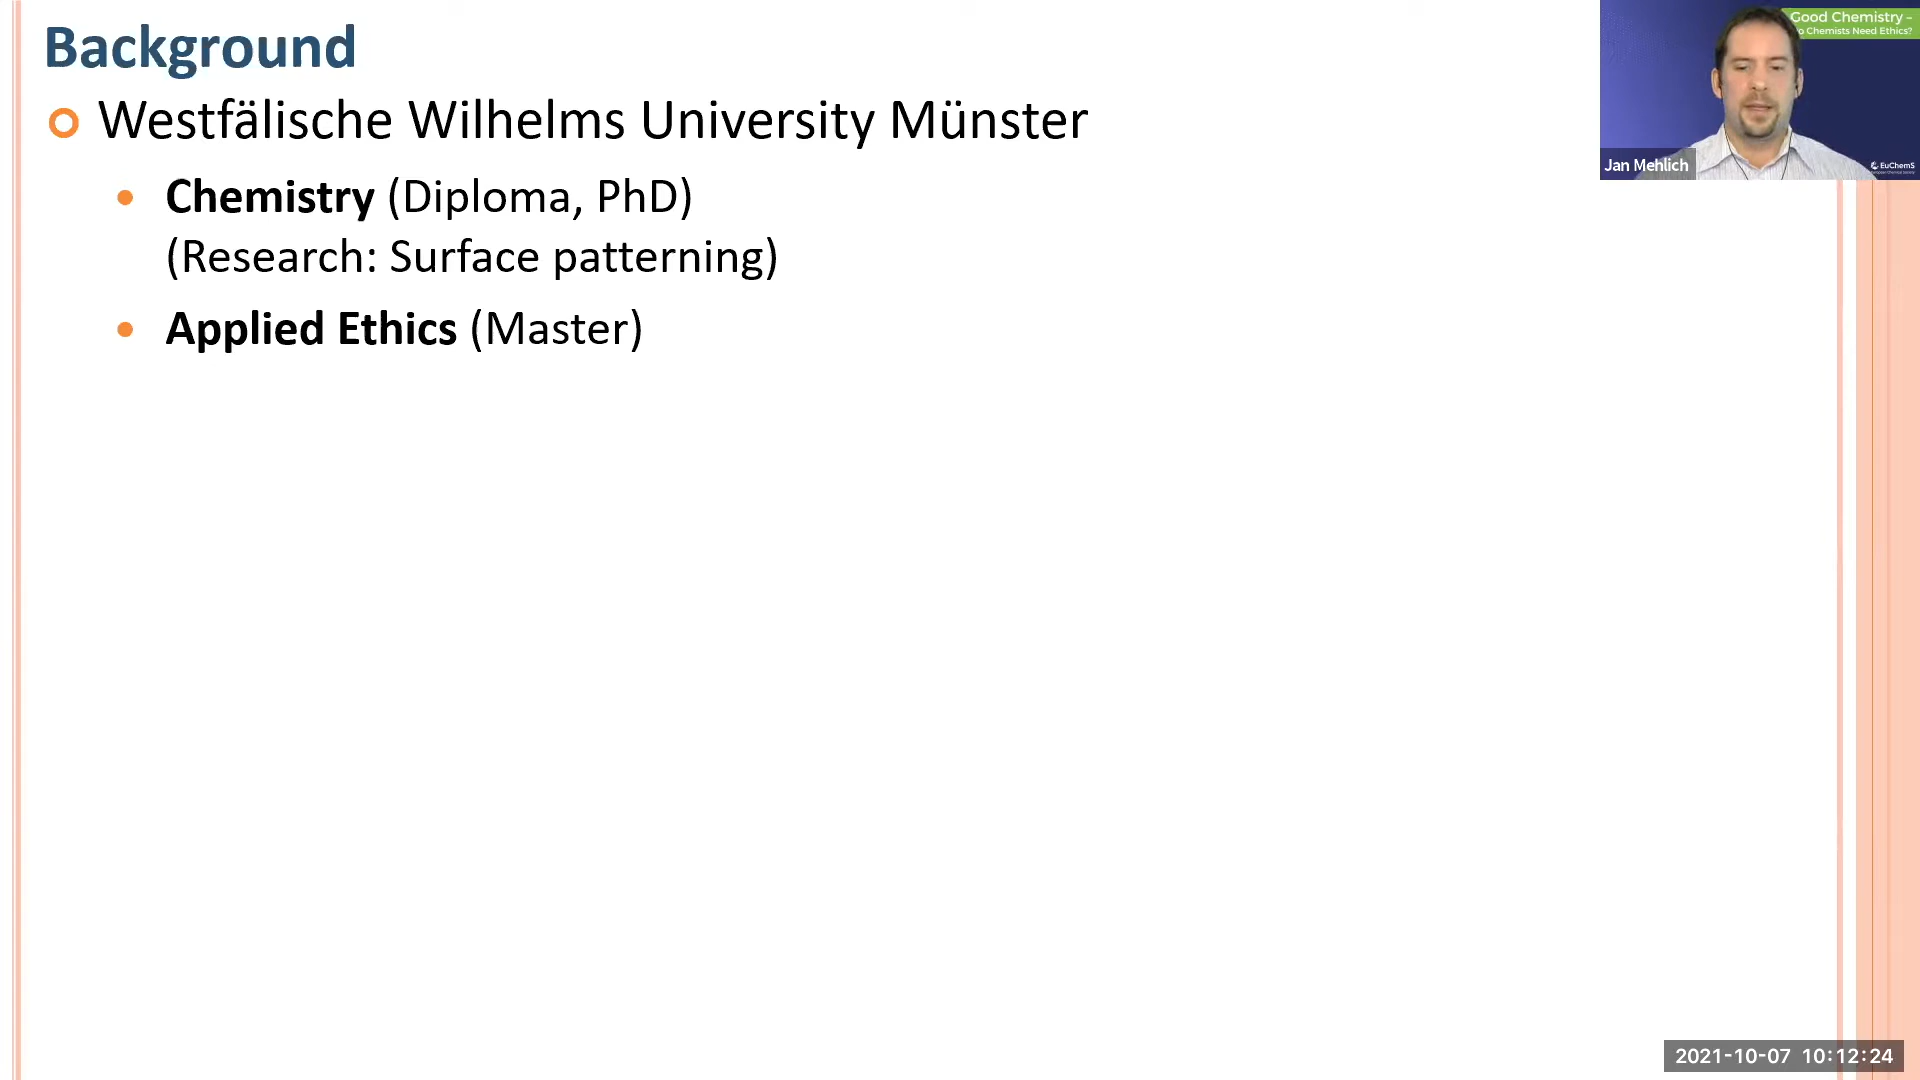 Background
Westfälische Wilhelms University Münster
Chemistry (Diploma, PhD)
(Research: Surface patterning)
Applied Ethics (Master)
Good Chemistry –
Chemists Need Ethics?
Jan Mehlich
EuChemS
2021-10-07 10:12:24